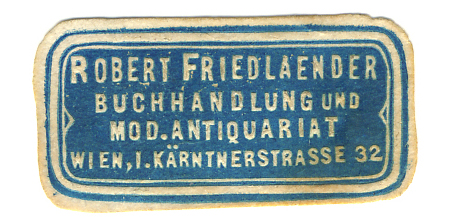 ROBERT FRIEDLAENDER
BUCHHANDLUNG UND
MOD. ANTIQUARIAT
WIEN, I. KÄRNTNERSTRASSE 32